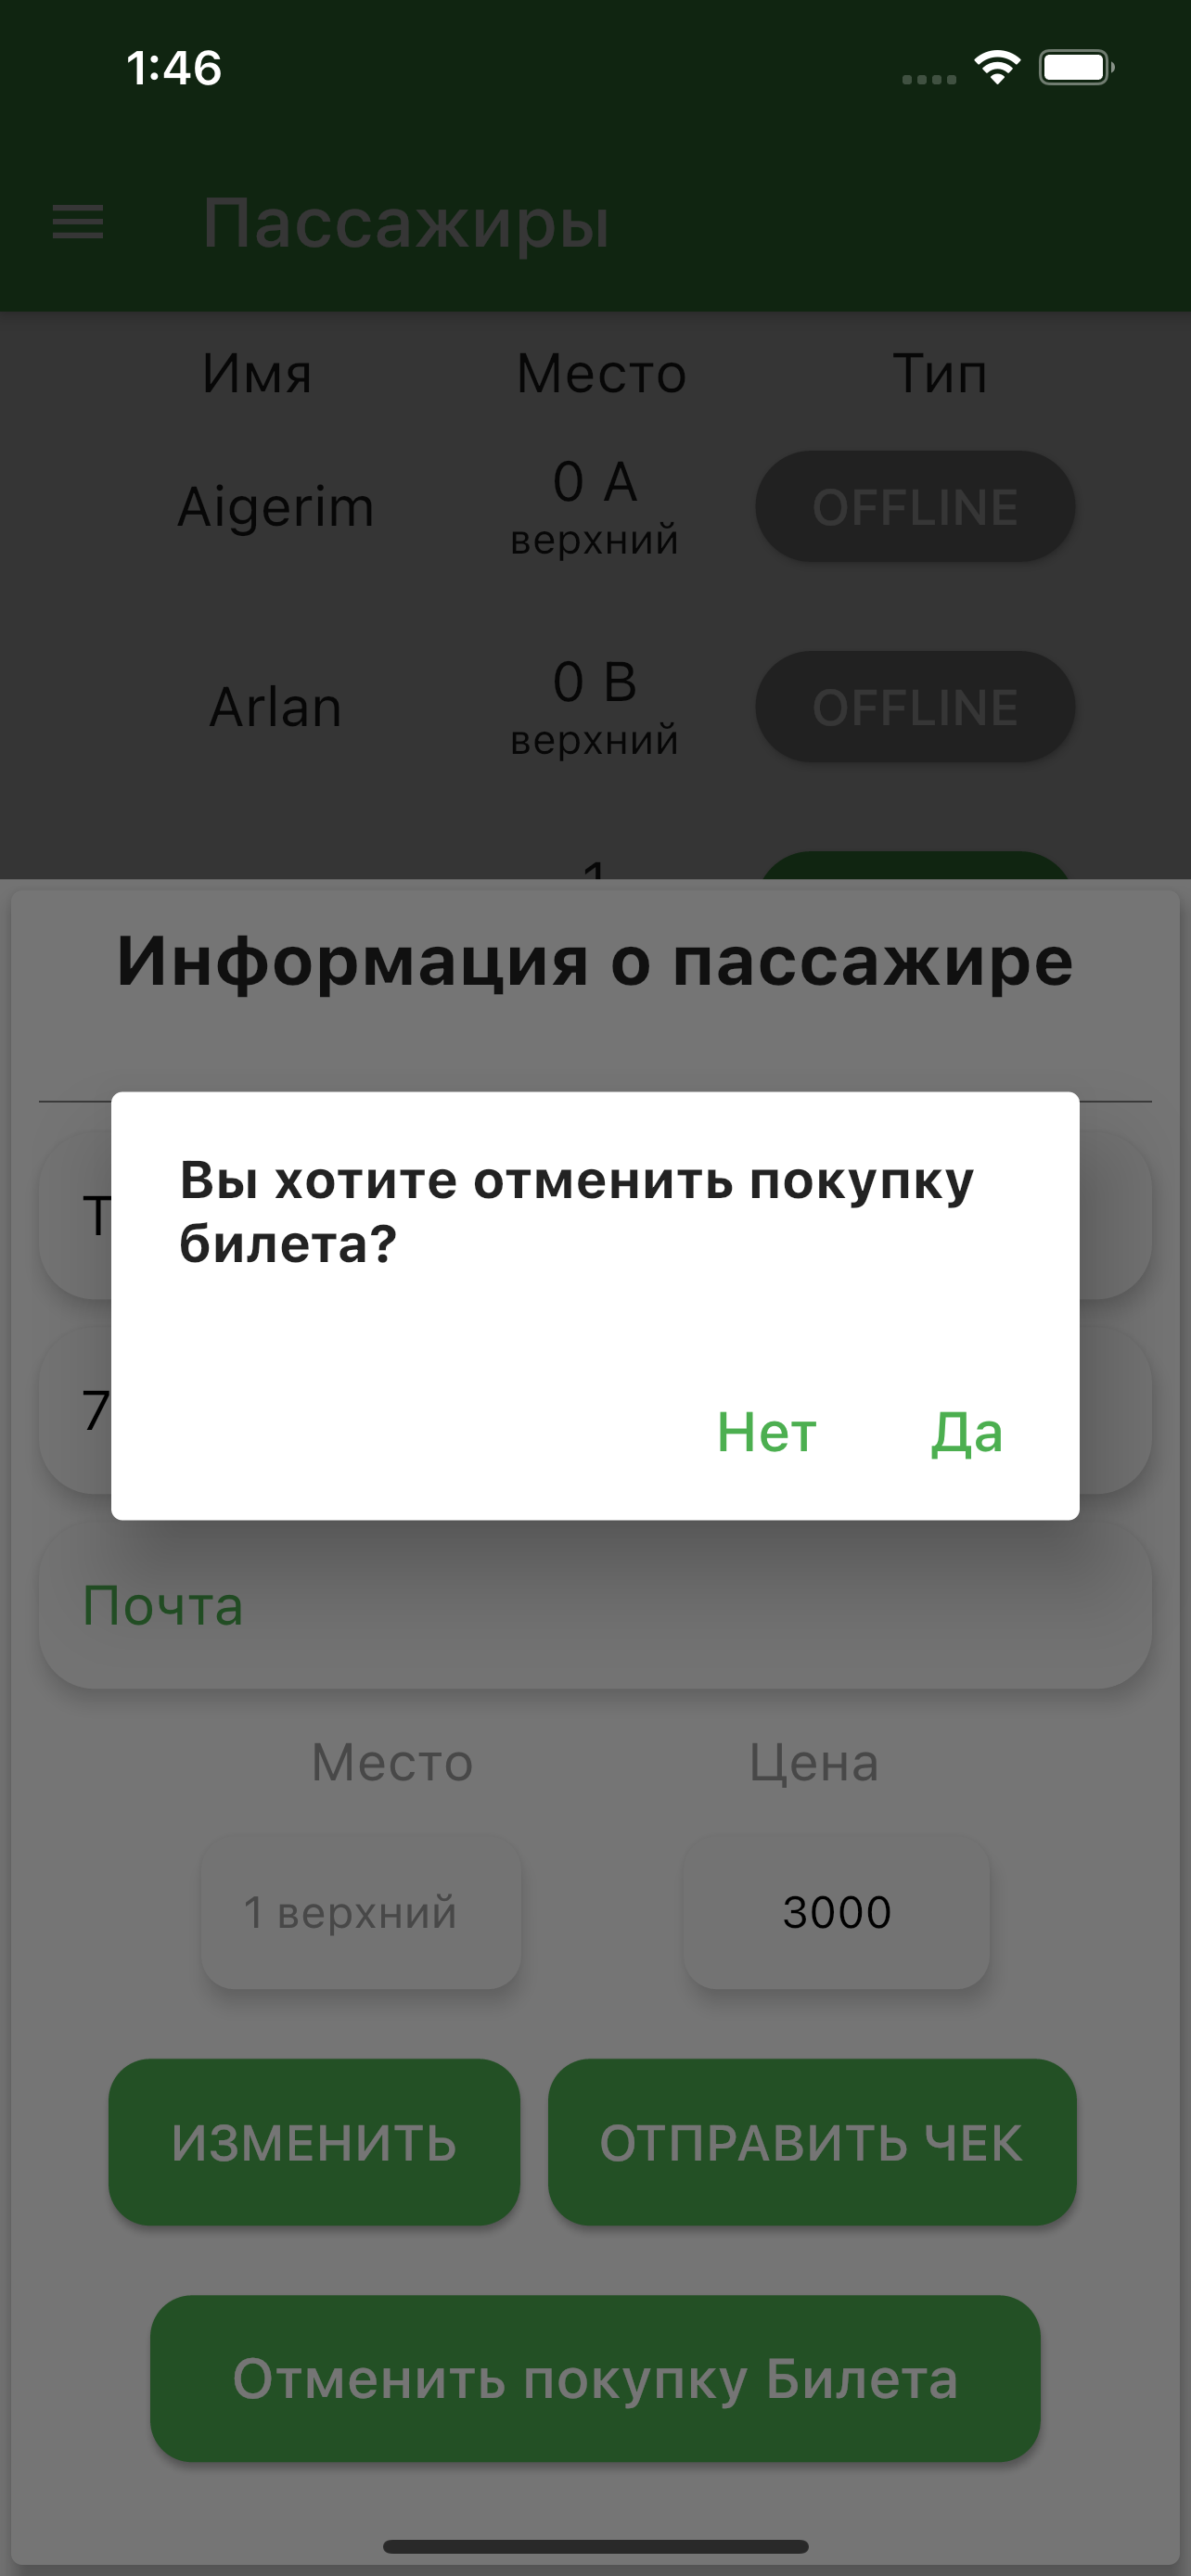 1:46
Пассажиры
Имя Место Тип
0 А
Aigerim OFFLINE
верхний
0 В
Arlan OFFLINE
верхний
1
Информация о пассажире
Вы хотите отменить покупку
билета?
Нет Да
7
Почта
Место Цена
1 верхний 3000
ИЗМЕНИТЬ ОТПРАВИТЬ ЧЕК
Отменить покупку Билета